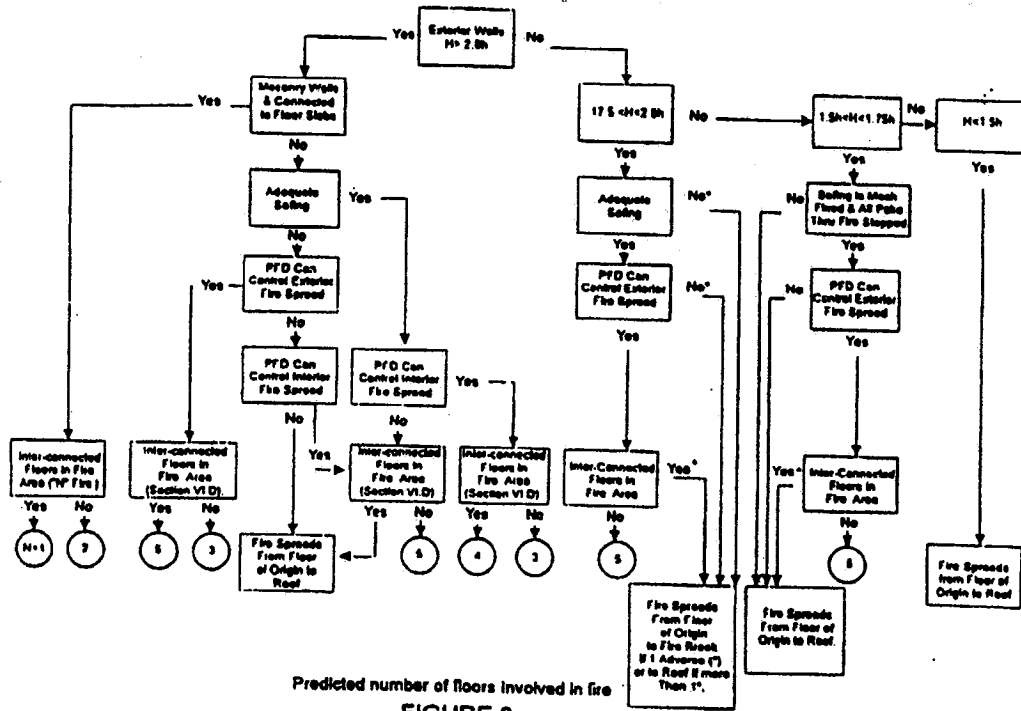 Exterior Walls
H> 2.8h
Yes
No
Masonry Walls
& Connected
to Floor Slabs
Yes
No
17 5 <H<2 8h
No
Yes
1.5h<H<1.75h
No
Yes
H<1 5h
Yes
Adequate
Safing
Yes
No
Adequate
Safing
No*
Yes
Safing is Mech
Fixed & All
Thru Fire Stopped
No
Yes
PFD Can
Control Exterior
Fire Spread
Yes
No
PFD Can
Control Exterior
Fire Spread
No*
Yes
PFD Can
Control Exterior
Fire Spread
No
Yes
PFD Can
Control Interior
Fire Spread
No
Yes
PFD Can
Control Interior
Fire Spread
Yes
No
Inter-connected
Floors in Fire
Area ("N" Fire )
Yes
No
N+1
2
Inter-connected
Floors in
Fire Area
(Section VI.D)
Yes
No
5
3
Inter-connected
Floors in
Fire Area
(Section VI.D)
Yes
No
5
Inter-connected
Floors in
Fire Area
(Section VI.D)
Yes
No
4
3
Inter-Connected
Floors in
Fire Area
Yes*
No
5
Inter-Connected
Floors in
Fire Area
Yes*
No
Fire Spreads
From Floor
of Origin to
Roof
Fire Spreads
From Floor
of Origin
to Fire Break
If 1 Adverse (*)
or to Roof if more
Than 1*.
Fire Spreads
From Floor of
Origin to Roof.
Fire Spreads
from Floor of
Origin to Roof
Predicted number of floors involved in fire
FIGURE